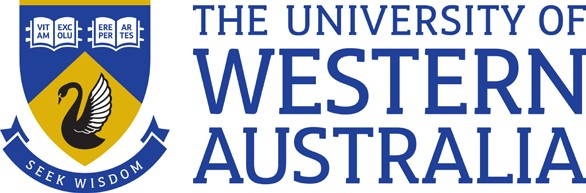 VIT EXC ERE AR
AM OLU PER TES
SEEK WISDOM
THE UNIVERSITY OF
WESTERN
AUSTRALIA